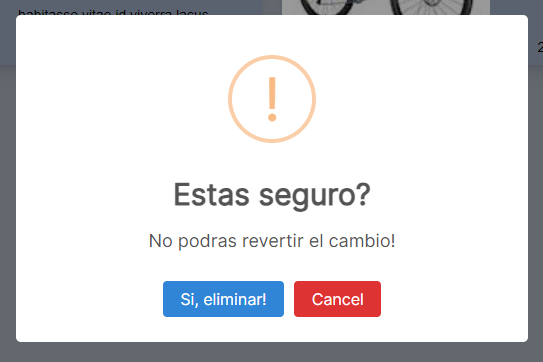 habitasse vitae id viverra lacus
2
!
Estas seguro?
No podras revertir el cambio!
Si, eliminar!
Cancel